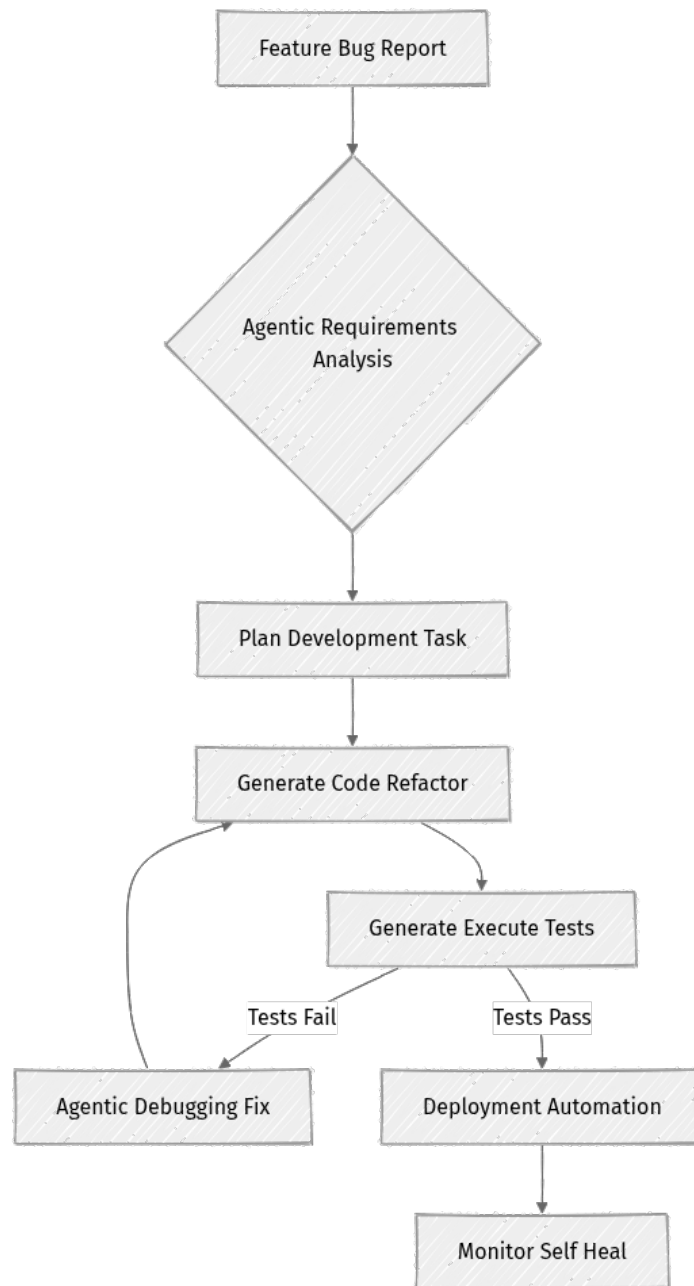 Feature Bug Report
Agentic Requirements
Analysis
Plan Development Task
Generate Code Refactor
Generate Execute Tests
Tests Fail
Tests Pass
Agentic Debugging Fix
Deployment Automation
Monitor Self Heal